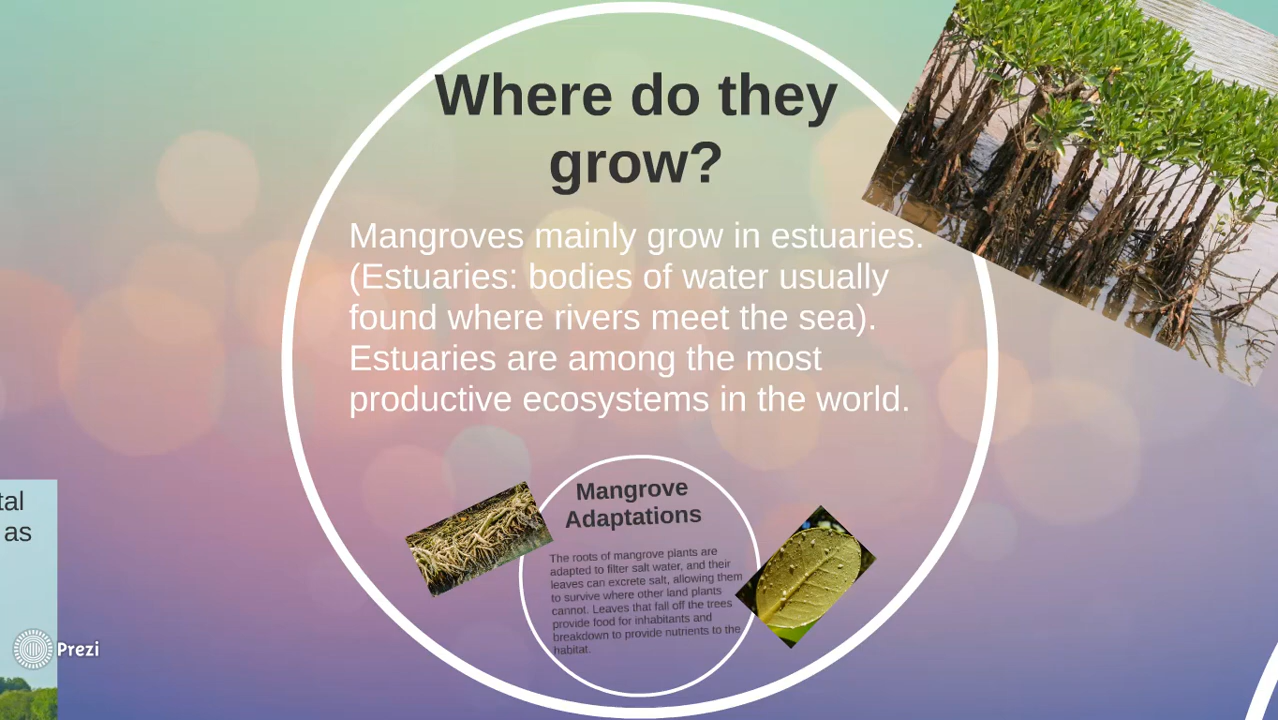 Where do they
grow?
Mangroves mainly grow in estuaries.
(Estuaries: bodies of water usually
found where rivers meet the sea).
Estuaries are among the most
productive ecosystems in the world.
Mangrove
Adaptations
The roots of mangrove plants are
adapted to filter salt water, and their
leaves can excrete salt, allowing them
to survive where other land plants
cannot. Leaves that fall off the trees
provide food for inhabitants and
breakdown to provide nutrients to the
habitat.
tal
as
Prezi